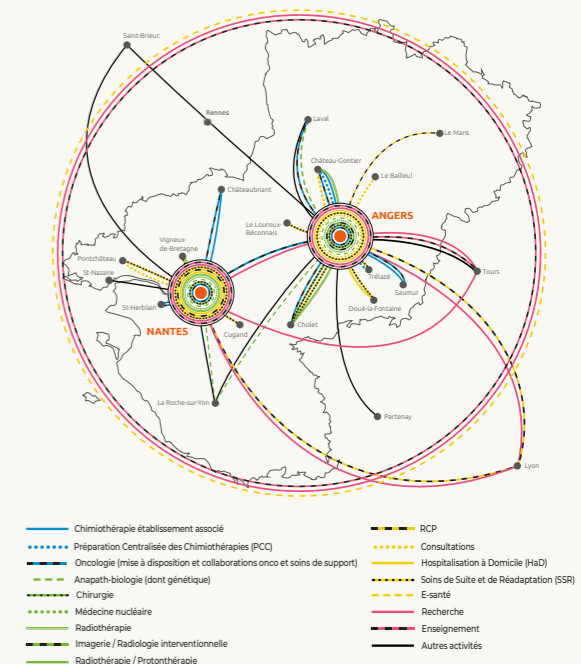 Saint-Brieuc
Rennes
Laval
Le Mans
Château-Gontier
Le Bailleul
Châteaubriant
ANGERS
Le Louroux-
Béconnais
Vigneux-
de-Bretagne
Pontchâteau
St-Nazaire
Tours
Trélazé
Saumur
St-Herblain
Doué-la-Fontaine
NANTES
Cugand
Cholet
La Roche-sur-Yon
Partenay
Lyon
Chimiothérapie établissement associé
Préparation Centralisée des Chimiothérapies (PCC)
Oncologie (mise à disposition et collaborations onco et soins de support)
Anapath-biologie (dont génétique)
Chirurgie
Médecine nucléaire
Radiothérapie
Imagerie / Radiologie interventionnelle
Radiothérapie / Protonthérapie
RCP
Consultations
Hospitalisation à Domicile (HaD)
Soins de Suite et de Réadaptation (SSR)
E-santé
Recherche
Enseignement
Autres activités